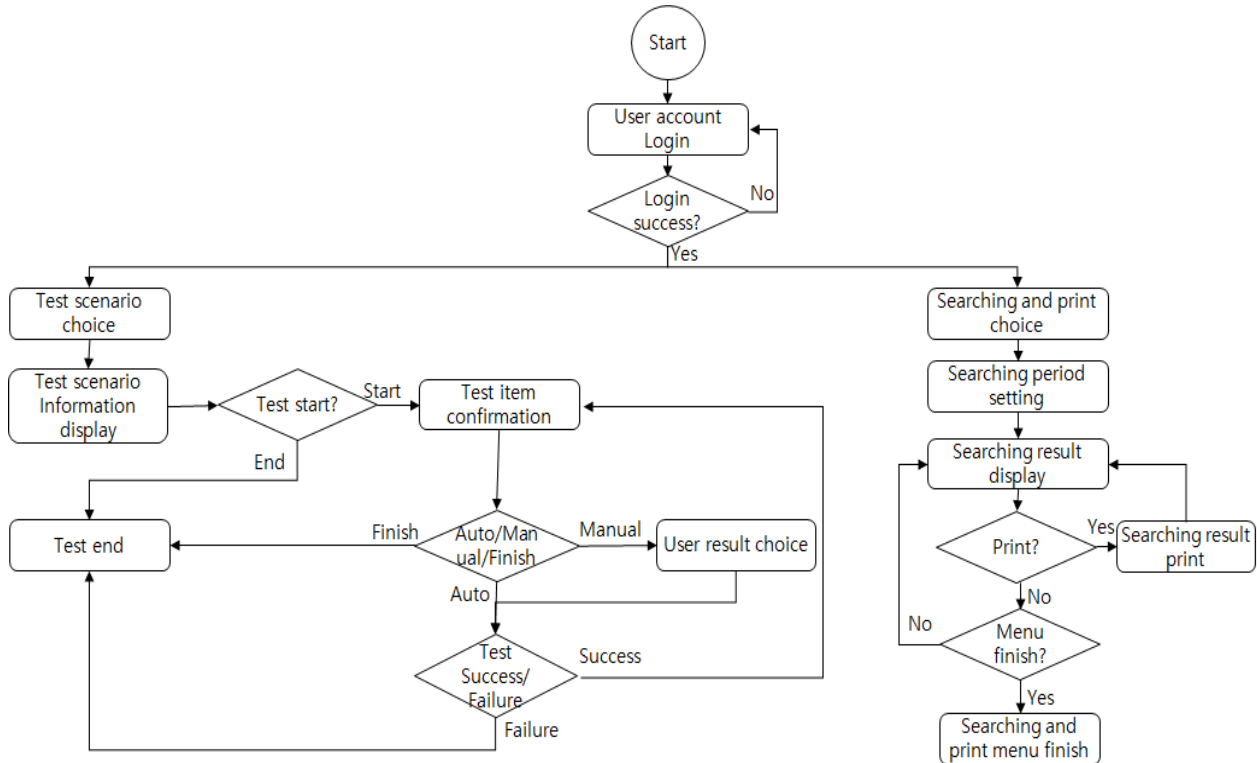 Start
User account
Login
Login
success?
No
Yes
Test scenario
choice
Searching and print
choice
Test scenario
Information
display
Test start?
Start
Test item
confirmation
Searching period
setting
End
Searching result
display
Test end
Finish
Auto/Man
ual/Finish
Manual
User result choice
Print?
Yes
Searching result
print
Auto
No
Test
Success/
Failure
Success
No
Menu
finish?
Failure
Yes
Searching and
print menu finish